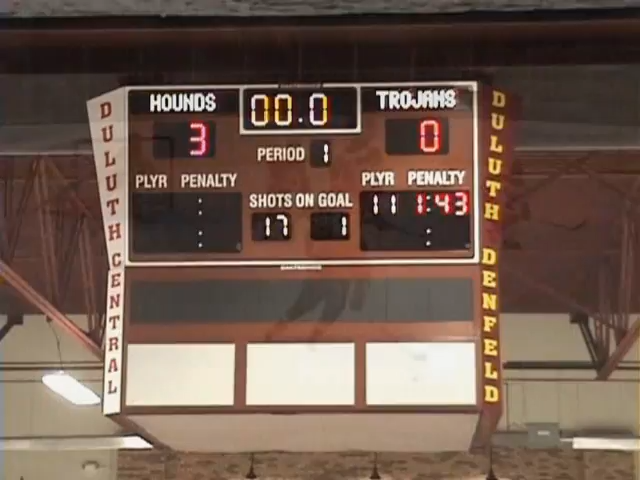 HOUNDS
00.0
TROJANS
3
0
PERIOD 1
PLYR PENALTY
PLYR PENALTY
:
11 1:43
SHOTS ON GOAL
17 1
:
:
DULUTH CENTRAL
DULUTH DENFELD